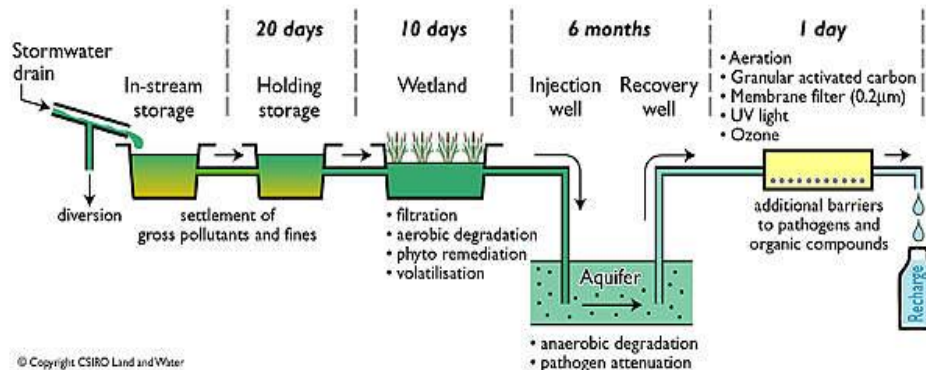 20 days
10 days
6 months
1 day
Stormwater
drain
In-stream
storage
Holding
storage
Wetland
Injection
well
Recovery
well
• Aeration
• Granular activated carbon
• Membrane filter (0.2µm)
• UV light
• Ozone
diversion
settlement of
gross pollutants and fines
• filtration
• aerobic degradation
• phyto remediation
• volatilisation
Aquifer
• anaerobic degradation
• pathogen attenuation
additional barriers
to pathogens and
organic compounds
Recharge
© Copyright CSIRO Land and Water